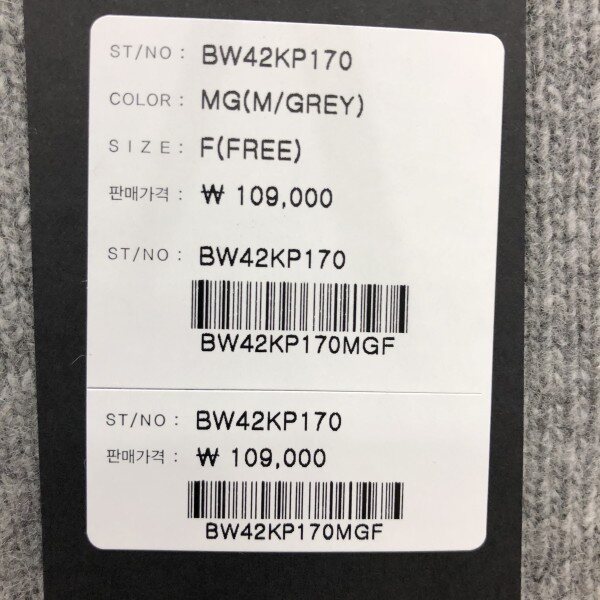 ST/NO : BW42KP170
COLOR : MG(M/GREY)
SIZE : F(FREE)
판매가격 : ₩ 109,000
ST/NO : BW42KP170
BW42KP170MGF
ST/NO : BW42KP170
판매가격 : ₩ 109,000
BW42KP170MGF